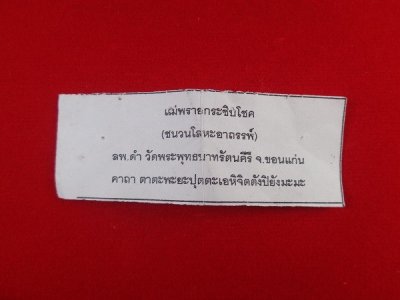 แม่พรายกระซิบโชค
(ชนวนโลหะอาถรรพ์)
ลพ.ดำ วัดพระพุทธบาทรัตนคีรี จ.ขอนแก่น
คาถา ตาตะพะยะปุตตะเอหิจิตตังปิยังมะมะ